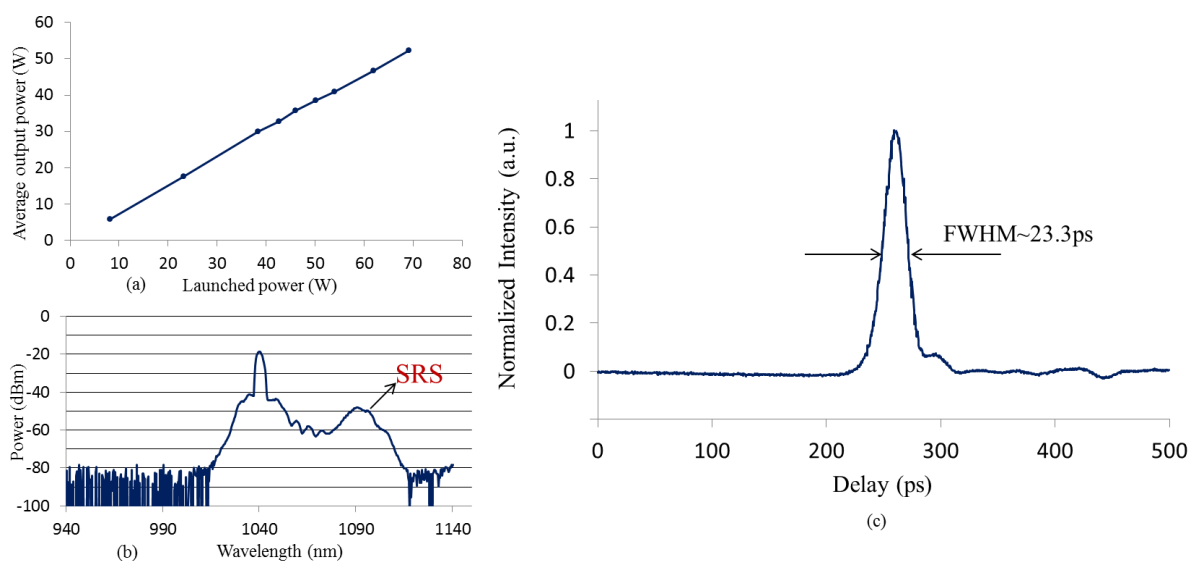 60
50
40
30
20
10
0
Average output power (W)
0 10 20 30 40 50 60 70 80
(a) Launched power (W)
0
-20
-40
-60
-80
-100
Power (dBm)
SRS
940 990 1040 1090 1140
(b) Wavelength (nm)
1
0.8
0.6
0.4
0.2
0
Normalized Intensity (a.u.)
FWHM~23.3ps
0 100 200 300 400 500
Delay (ps)
(c)